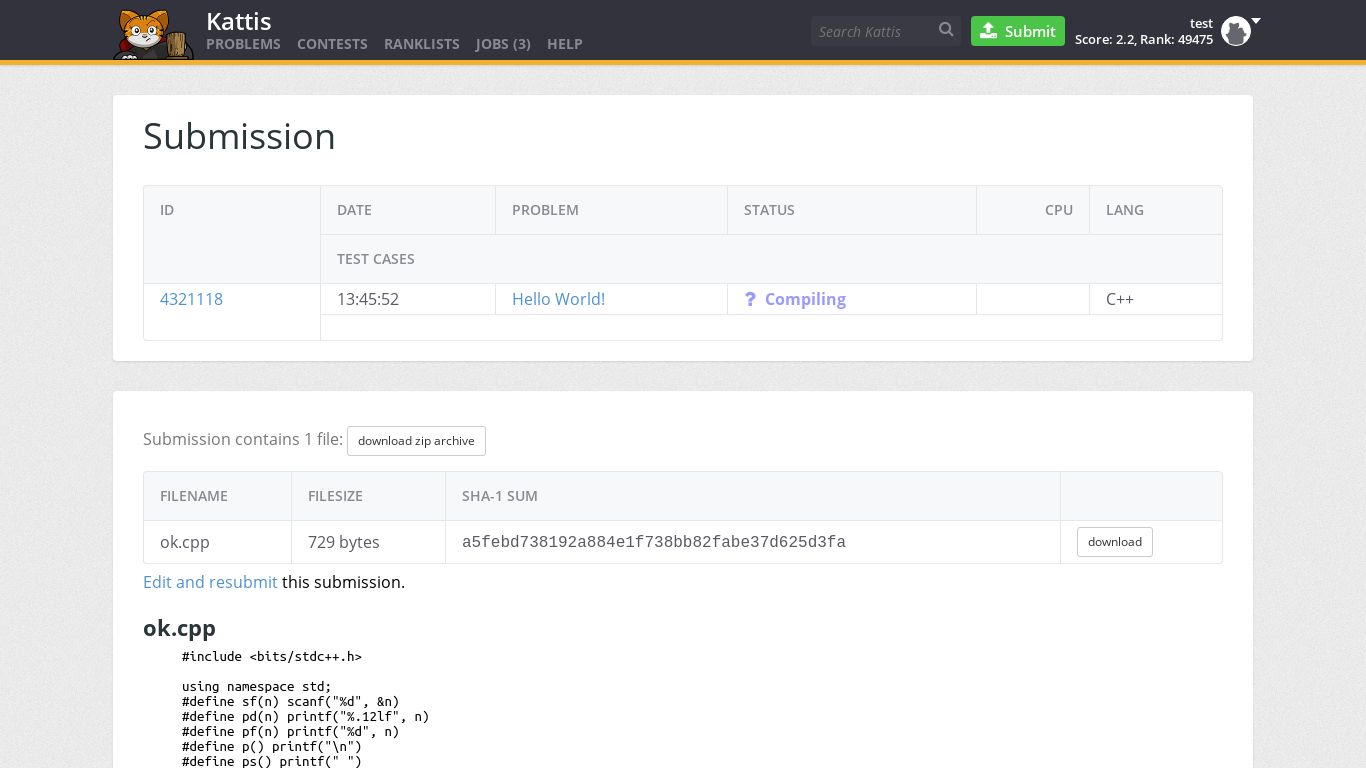 Kattis
PROBLEMS CONTESTS RANKLISTS JOBS (3) HELP
Search Kattis
Submit
test
Score: 2.2, Rank: 49475
Submission
ID DATE PROBLEM STATUS CPU LANG
TEST CASES
4321118 13:45:52 Hello World! ? Compiling C++
Submission contains 1 file: download zip archive
FILENAME FILESIZE SHA-1 SUM
ok.cpp 729 bytes a5febd738192a884e1f738bb82fabe37d625d3fa download
Edit and resubmit this submission.
ok.cpp
#include <bits/stdc++.h>
using namespace std;
#define sf(n) scanf("%d", &n)
#define pd(n) printf("%.12lf", n)
#define pf(n) printf("%d", n)
#define p() printf("\n")
#define ps() printf(" ")